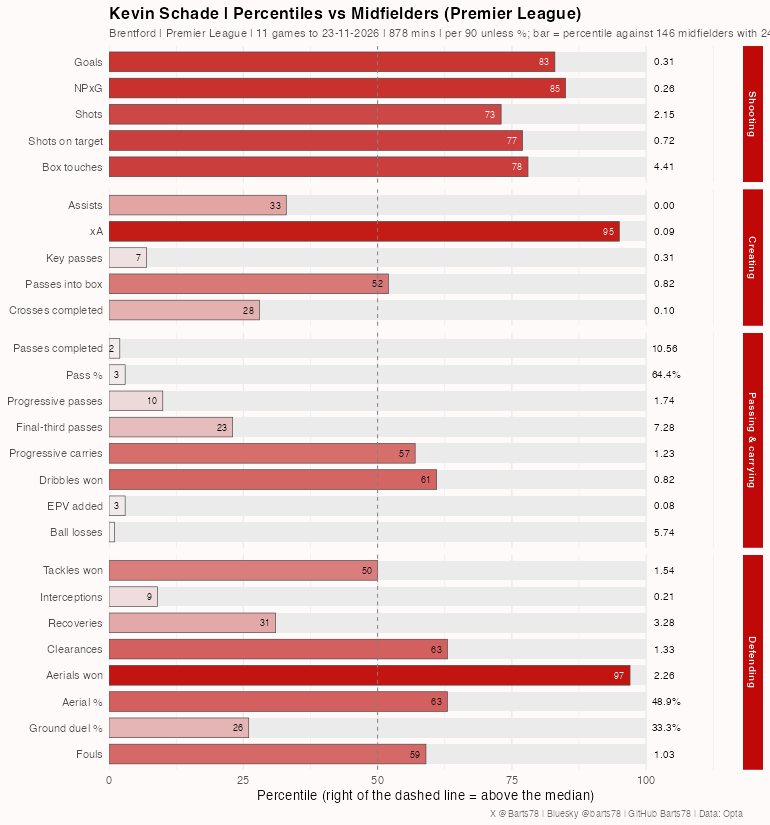 Kevin Schade | Percentiles vs Midfielders (Premier League)
Brentford | Premier League | 11 games to 23-11-2026 | 878 mins | per 90 unless %; bar = percentile against 146 midfielders with 24
Goals 83 0.31
NPxG 85 0.26
Shots 73 2.15
Shots on target 77 0.72
Box touches 78 4.41
Shooting
Assists 33 0.00
xA 95 0.09
Key passes 7 0.31
Passes into box 52 0.82
Crosses completed 28 0.10
Creating
Passes completed 2 10.56
Pass % 3 64.4%
Progressive passes 10 1.74
Final-third passes 23 7.28
Progressive carries 57 1.23
Dribbles won 61 0.82
EPV added 3 0.08
Ball losses 5.74
Passing & carrying
Tackles won 50 1.54
Interceptions 9 0.21
Recoveries 31 3.28
Clearances 63 1.33
Aerials won 97 2.26
Aerial % 63 48.9%
Ground duel % 26 33.3%
Fouls 59 1.03
Defending
0 25 50 75 100
Percentile (right of the dashed line = above the median)
X @Barts78 | Bluesky @barts78 | GitHub Barts78 | Data: Opta